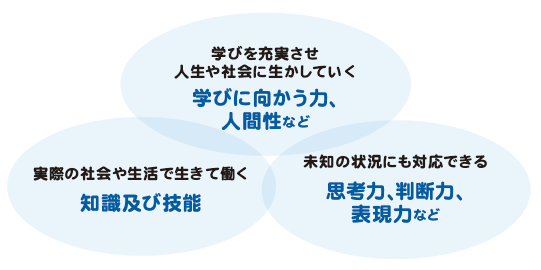 学びを充実させ
人生や社会に生かしていく
学びに向かう力、
人間性など
実際の社会や生活で生きて働く
知識及び技能
未知の状況にも対応できる
思考力、判断力、
表現力など